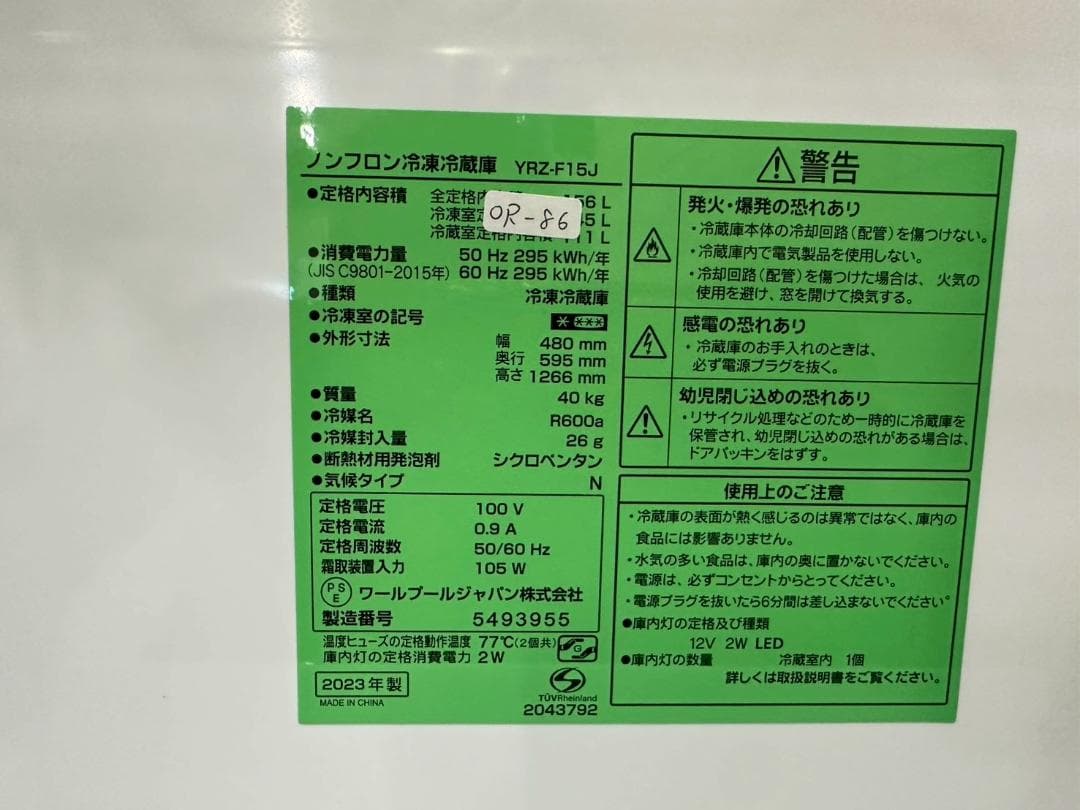 ノンフロン冷凍冷蔵庫 YRZ-F15J
●定格内容積 全定格内 56 L
冷凍室定 45 L
冷蔵室定格内容積 111 L
OR-86
●消費電力量 50 Hz 295 kWh/年
(JIS C9801-2015年) 60 Hz 295 kWh/年
●種類 冷凍冷蔵庫
●冷凍室の記号
●外形寸法 幅 480 mm
奥行 595 mm
高さ 1266 mm
●質量 40 kg
●冷媒名 R600a
●冷媒封入量 26 g
●断熱材用発泡剤 シクロペンタン
●気候タイプ N
定格電圧 100 V
定格電流 0.9 A
定格周波数 50/60 Hz
霜取装置入力 105 W
PSE ワールプールジャパン株式会社
製造番号 5493955
温度ヒューズの定格動作温度 77℃(2個共)
庫内灯の定格消費電力 2W
G
2023年製
MADE IN CHINA
TÜVRheinland
2043792
警告
発火・爆発の恐れあり
・冷蔵庫本体の冷却回路(配管)を傷つけない。
・冷蔵庫内で電気製品を使用しない。
・冷却回路(配管)を傷つけた場合は、火気の
使用を避け、窓を開けて換気する。
感電の恐れあり
・冷蔵庫のお手入れのときは、
必ず電源プラグを抜く。
幼児閉じ込めの恐れあり
・リサイクル処理などのため一時的に冷蔵庫を
保管され、幼児閉じ込めの恐れがある場合は、
ドアパッキンをはずす。
使用上のご注意
・冷蔵庫の表面が熱く感じるのは異常ではなく、庫内の
食品には影響ありません。
・水気の多い食品は、庫内の奥に置かないでください。
・電源は、必ずコンセントからとってください。
・電源プラグを抜いたら6分間は差し込まないでください。
●庫内灯の定格及び種類
12V 2W LED
●庫内灯の数量 冷蔵室内 1個
詳しくは取扱説明書をご覧ください。